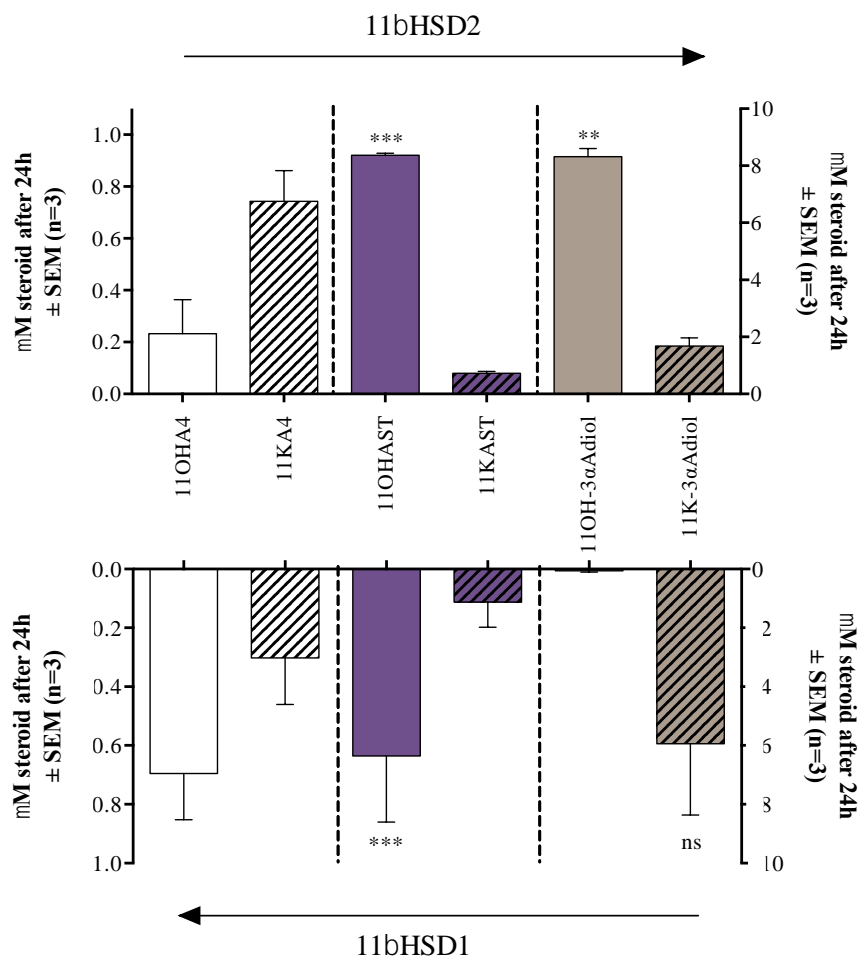 11bHSD2
mM steroid after 24h
± SEM (n=3)
1.0
0.8
0.6
0.4
0.2
0.0
***
**
10
8
6
4
2
0
mM steroid after 24h
± SEM (n=3)
11OHA4
11KA4
11OHAST
11KAST
11OH-3αAdiol
11K-3αAdiol
mM steroid after 24h
± SEM (n=3)
0.0
0.2
0.4
0.6
0.8
1.0
***
ns
0
2
4
6
8
10
mM steroid after 24h
± SEM (n=3)
11bHSD1